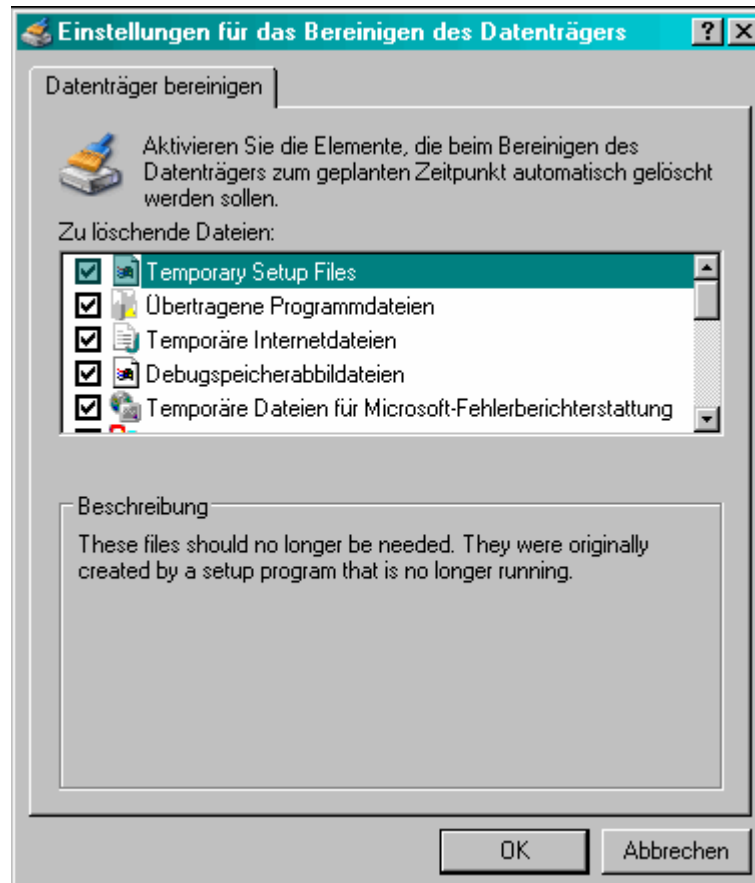 Einstellungen für das Bereinigen des Datenträgers
Datenträger bereinigen
Aktivieren Sie die Elemente, die beim Bereinigen des
Datenträgers zum geplanten Zeitpunkt automatisch gelöscht
werden sollen.
Zu löschende Dateien:
Temporary Setup Files
Übertragene Programmdateien
Temporäre Internetdateien
Debugspeicherabbildateien
Temporäre Dateien für Microsoft-Fehlerberichterstattung
Beschreibung
These files should no longer be needed. They were originally
created by a setup program that is no longer running.
OK
Abbrechen